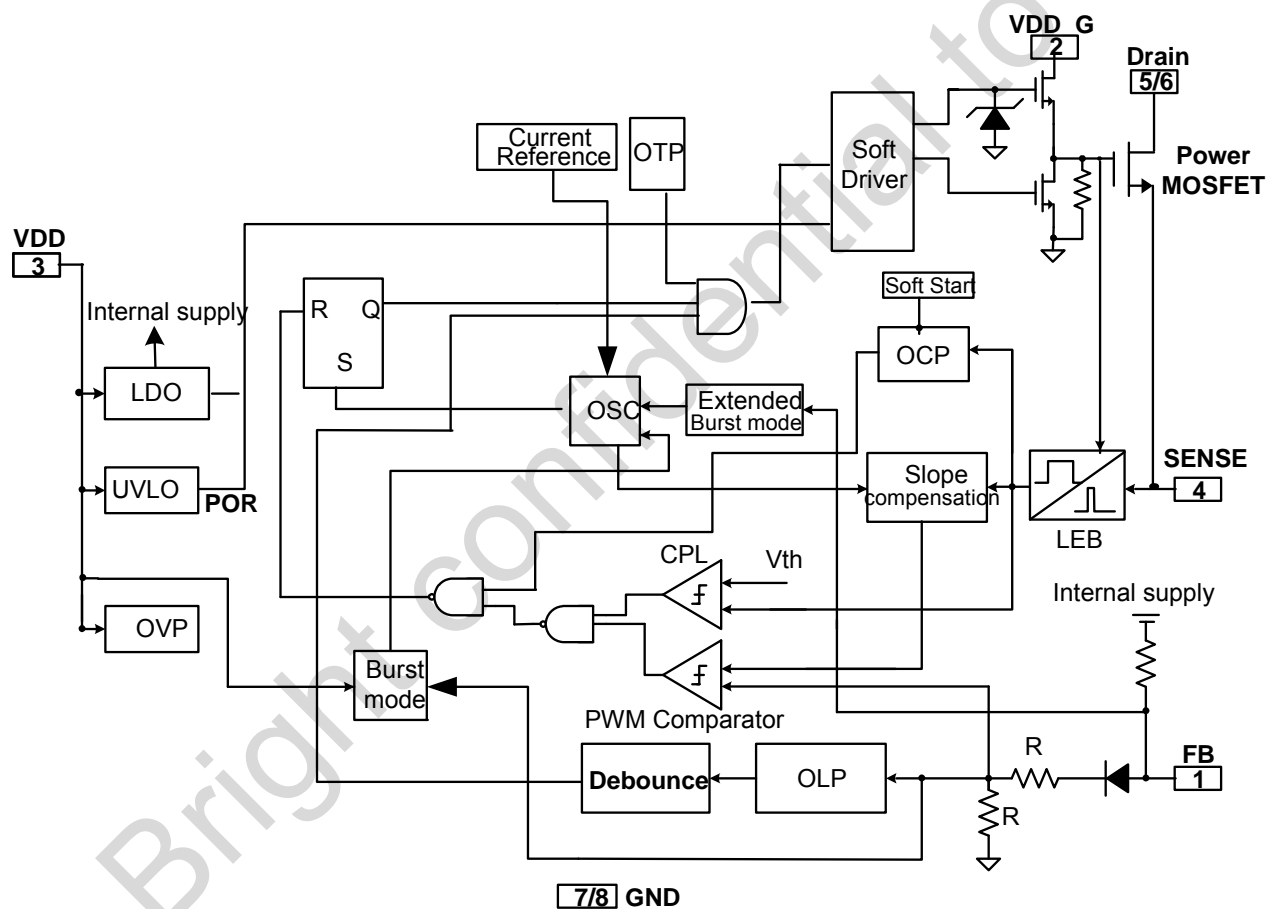 VDD_G
2
Drain
5/6
Current
Reference
OTP
Soft
Driver
Power
MOSFET
VDD
3
Soft Start
Internal supply
R
Q
S
OCP
LDO
OSC
Extended
Burst mode
UVLO
POR
Slope
compensation
SENSE
4
LEB
CPL
Vth
Internal supply
OVP
Burst
mode
PWM Comparator
Debounce
OLP
R
R
FB
1
7/8
GND
Bright confidential to